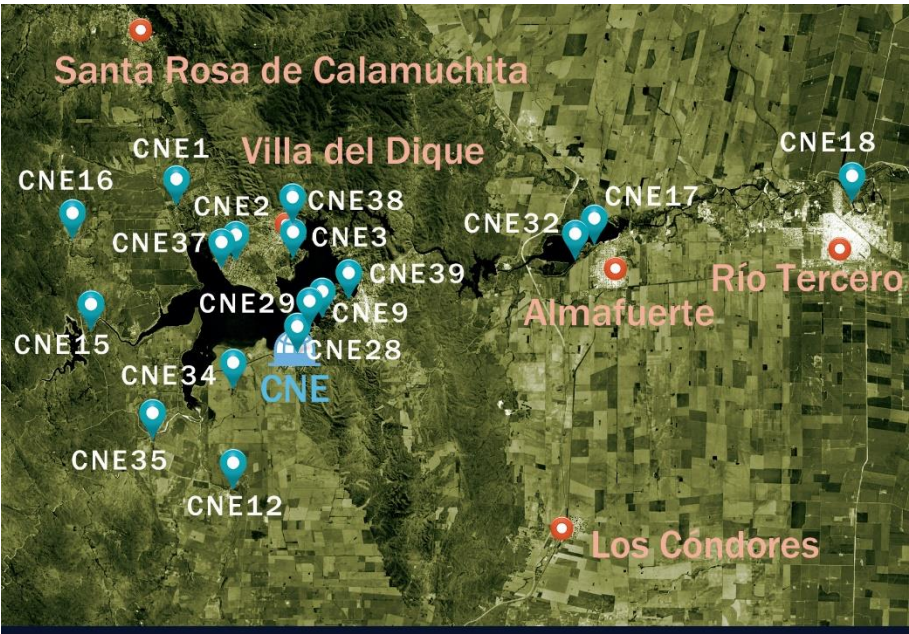 Santa Rosa de Calamuchita
CNE1
Villa del Dique
CNE18
CNE16
CNE2
CNE38
CNE17
CNE32
CNE37
CNE3
CNE39
Río Tercero
CNE29
CNE9
Almafuerte
CNE15
CNE28
CNE34
CNE
CNE35
CNE12
Los Cóndores